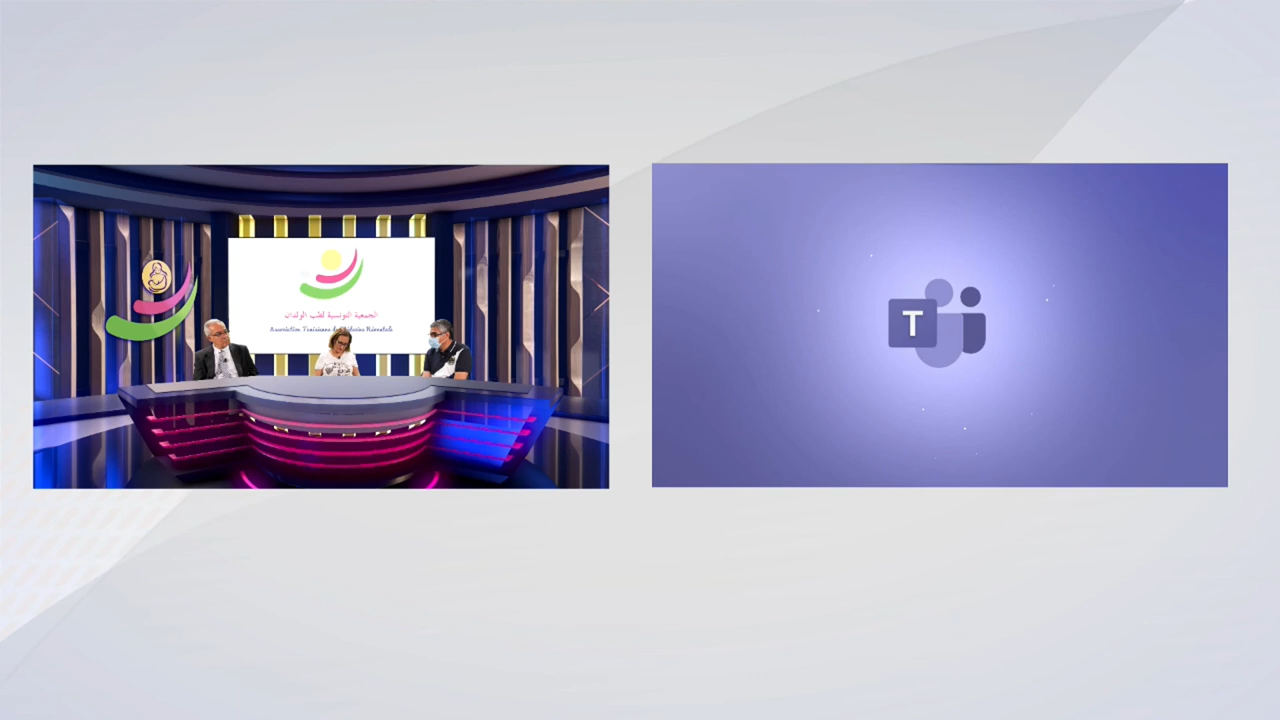 الجمعية التونسية لطب الولدان
Association Tunisienne de Médecine Néonatale
T